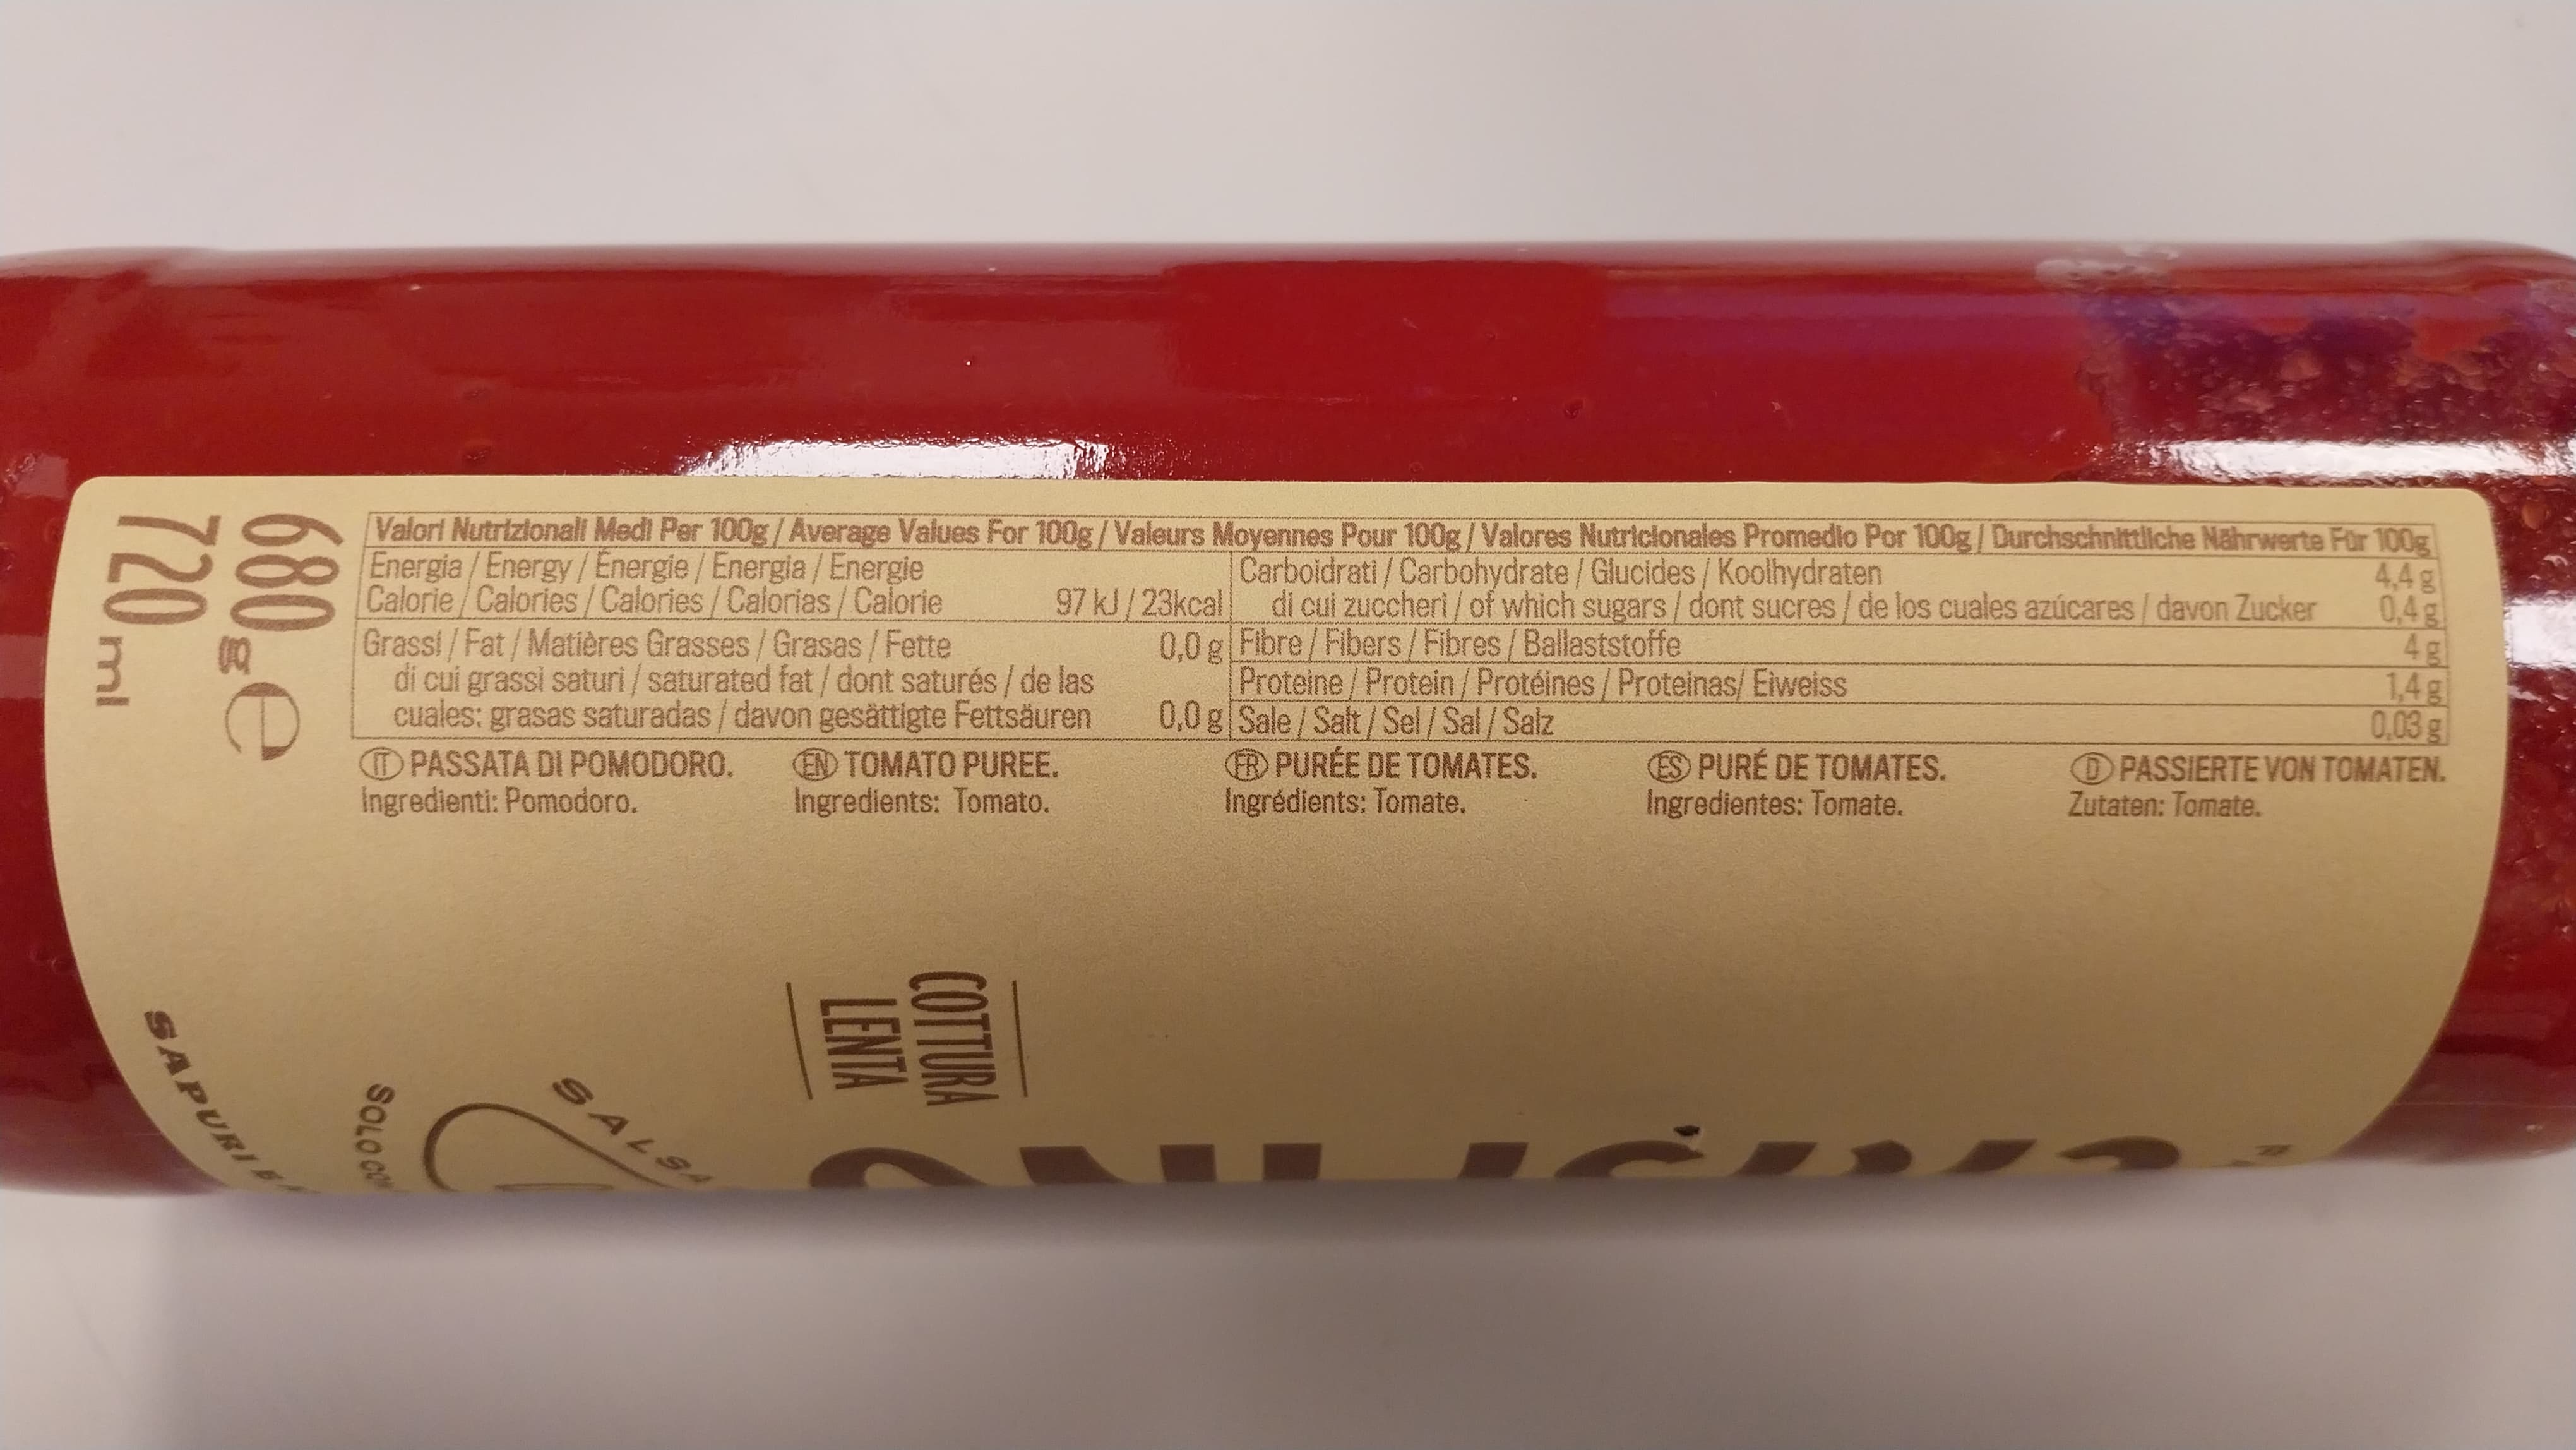 Valori Nutrizionali Medi Per 100g / Average Values For 100g / Valeurs Moyennes Pour 100g / Valores Nutricionales Promedio Por 100g / Durchschnittliche Nährwerte Für 100g
Energia / Energy / Énergie / Energia / Energie
Calorie / Calories / Calories / Calorias / Calorie 97 kJ / 23kcal
Grassi / Fat / Matières Grasses / Grasas / Fette 0,0 g
di cui grassi saturi / saturated fat / dont saturés / de las
cuales: grasas saturadas / davon gesättigte Fettsäuren 0,0 g
Carboidrati / Carbohydrate / Glucides / Koolhydraten 4,4 g
di cui zuccheri / of which sugars / dont sucres / de los cuales azúcares / davon Zucker 0,4 g
Fibre / Fibers / Fibres / Ballaststoffe 4 g
Proteine / Protein / Protéines / Proteinas/ Eiweiss 1,4 g
Sale / Salt / Sel / Sal / Salz 0,03 g
IT PASSATA DI POMODORO.
Ingredienti: Pomodoro.
EN TOMATO PUREE.
Ingredients: Tomato.
FR PURÉE DE TOMATES.
Ingrédients: Tomate.
ES PURÉ DE TOMATES.
Ingredientes: Tomate.
D PASSIERTE VON TOMATEN.
Zutaten: Tomate.
680 g e
720 ml
COTTURA
LENTA
SALSA
SOLO
SAPURI